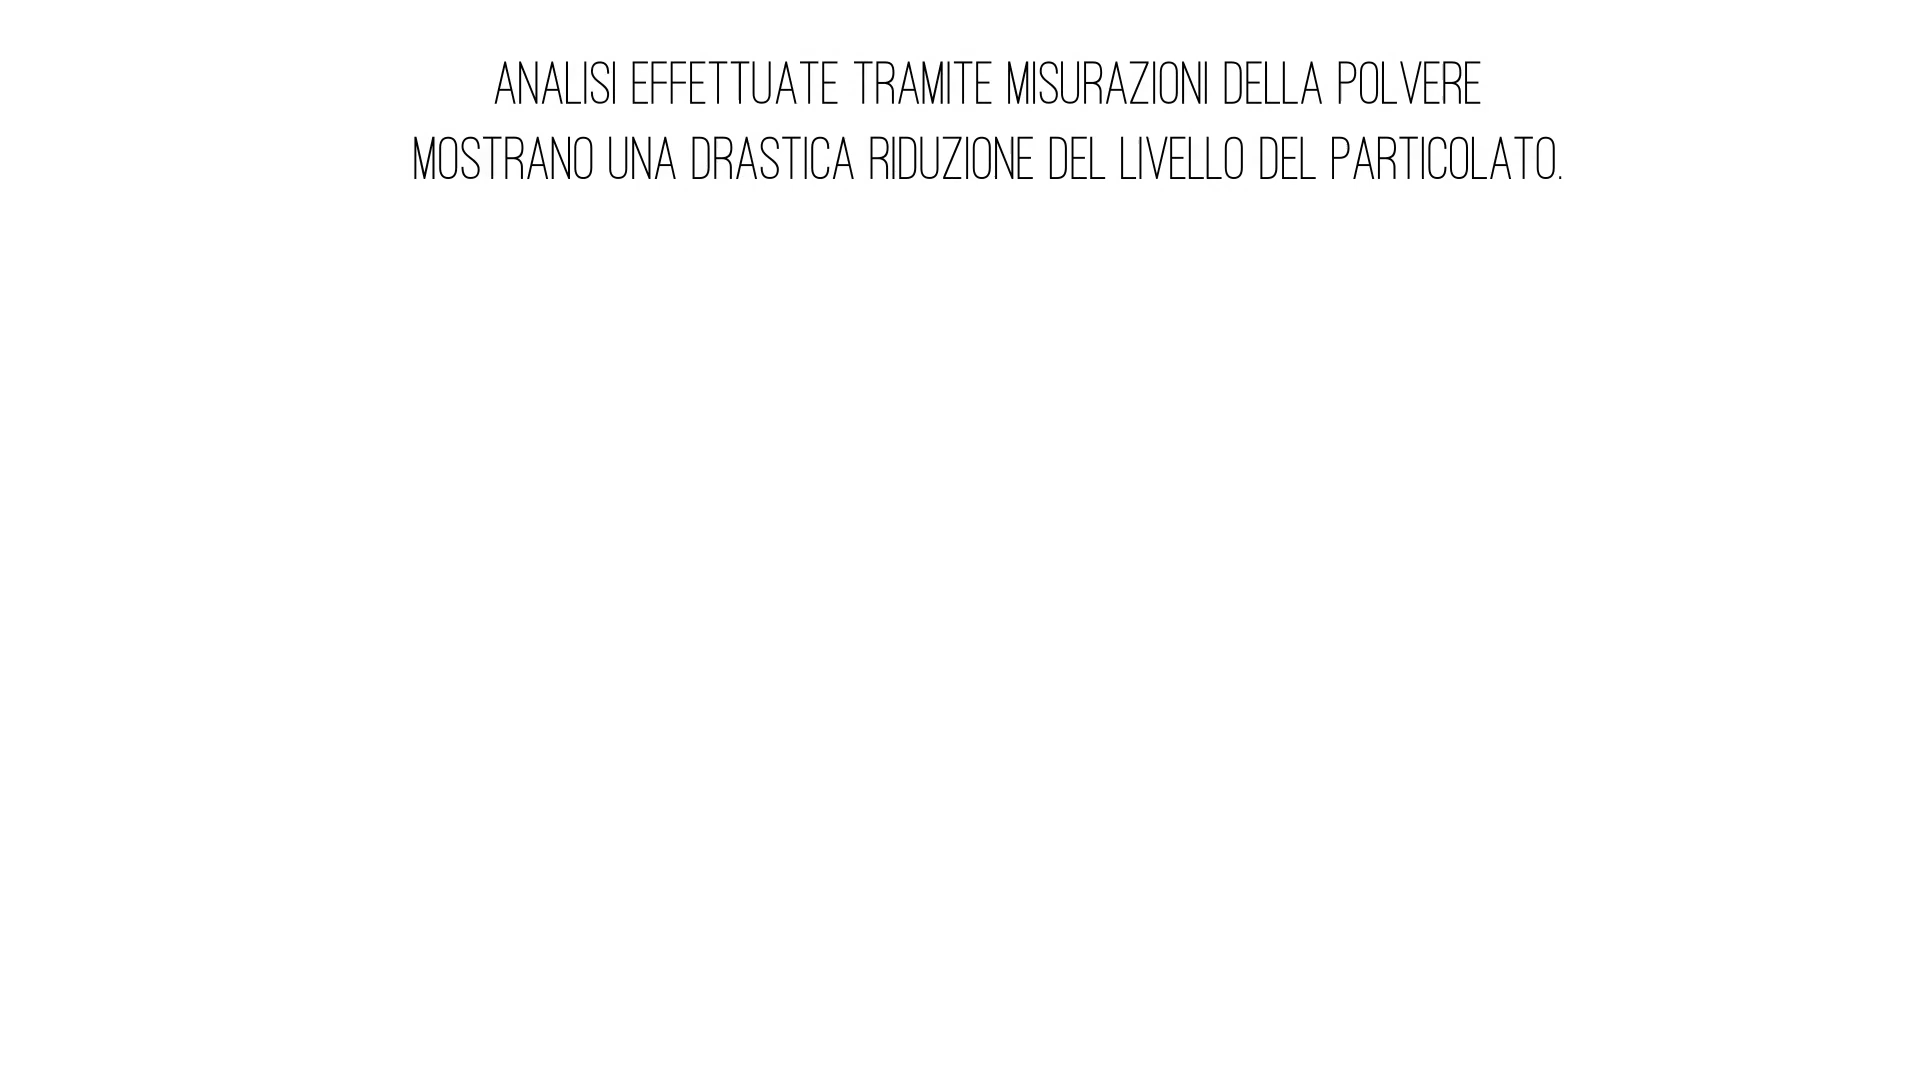 ANALISI EFFETTUATE TRAMITE MISURAZIONI DELLA POLVERE
MOSTRANO UNA DRASTICA RIDUZIONE DEL LIVELLO DEL PARTICOLATO.